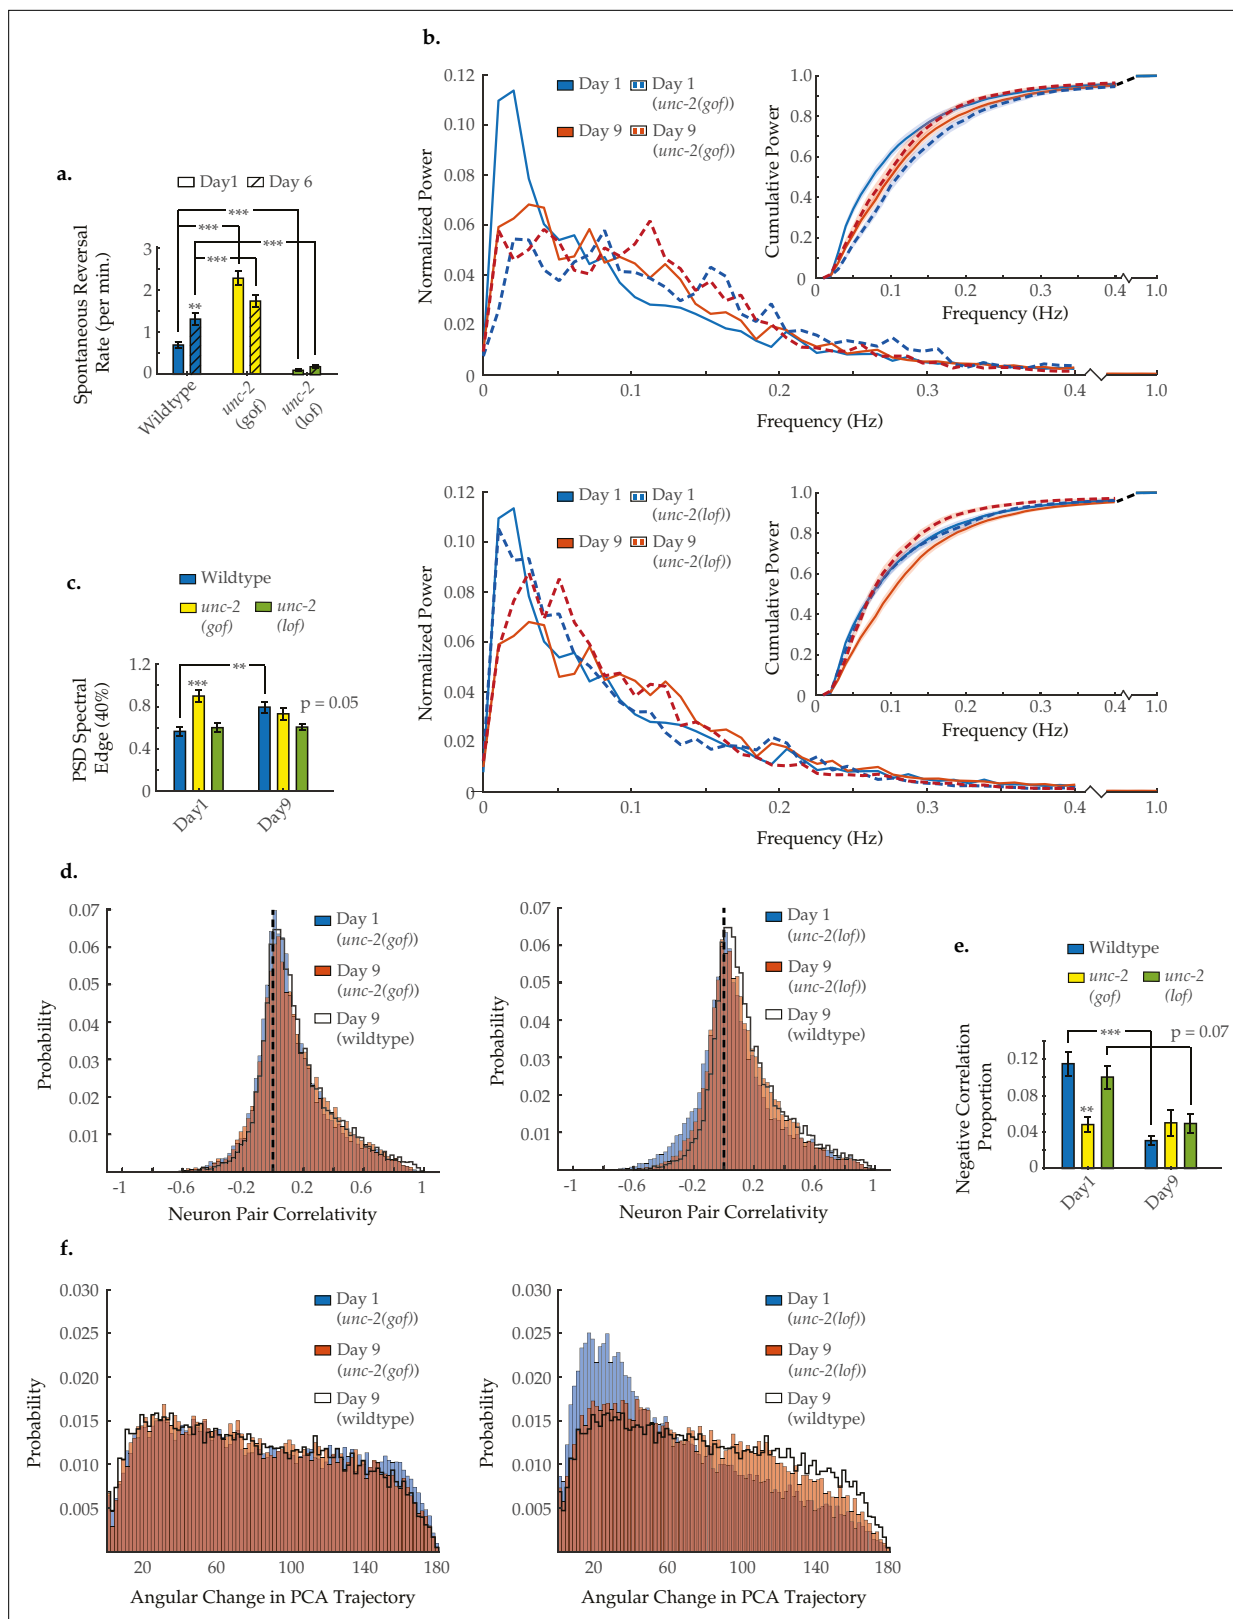 a.
Day1 Day 6
***
***
***
***
**
Spontaneous Reversal
Rate (per min.)
3
2
1
0
Wildtype
unc-2
(gof)
unc-2
(lof)
b.
Day 1 Day 1
(unc-2(gof))
Day 9 Day 9
(unc-2(gof))
Normalized Power
0.12
0.10
0.08
0.06
0.04
0.02
0
0 0.1 0.2 0.3 0.4 1.0
Frequency (Hz)
Cumulative Power
1.0
0.8
0.6
0.4
0.2
0
0 0.1 0.2 0.3 0.4 1.0
Frequency (Hz)
Day 1 Day 1
(unc-2(lof))
Day 9 Day 9
(unc-2(lof))
Normalized Power
0.12
0.10
0.08
0.06
0.04
0.02
0
0 0.1 0.2 0.3 0.4 1.0
Frequency (Hz)
Cumulative Power
1.0
0.8
0.6
0.4
0.2
0
0 0.1 0.2 0.3 0.4 1.0
Frequency (Hz)
c.
Wildtype
unc-2
(gof)
unc-2
(lof)
PSD Spectral
Edge (40%)
1.2
0.8
0.4
0
**
***
p = 0.05
Day1 Day9
d.
Probability
0.07
0.06
0.05
0.04
0.03
0.02
0.01
Day 1
(unc-2(gof))
Day 9
(unc-2(gof))
Day 9
(wildtype)
-1 -0.6 -0.2 0.2 0.6 1
Neuron Pair Correlativity
Probability
0.07
0.06
0.05
0.04
0.03
0.02
0.01
Day 1
(unc-2(lof))
Day 9
(unc-2(lof))
Day 9
(wildtype)
-1 -0.6 -0.2 0.2 0.6 1
Neuron Pair Correlativity
e.
Wildtype
unc-2
(gof)
unc-2
(lof)
Negative Correlation
Proportion
0.12
0.08
0.04
0
***
p = 0.07
**
Day1 Day9
f.
Probability
0.030
0.025
0.020
0.015
0.010
0.005
Day 1
(unc-2(gof))
Day 9
(unc-2(gof))
Day 9
(wildtype)
20 60 100 140 180
Angular Change in PCA Trajectory
Probability
0.030
0.025
0.020
0.015
0.010
0.005
Day 1
(unc-2(lof))
Day 9
(unc-2(lof))
Day 9
(wildtype)
20 60 100 140 180
Angular Change in PCA Trajectory